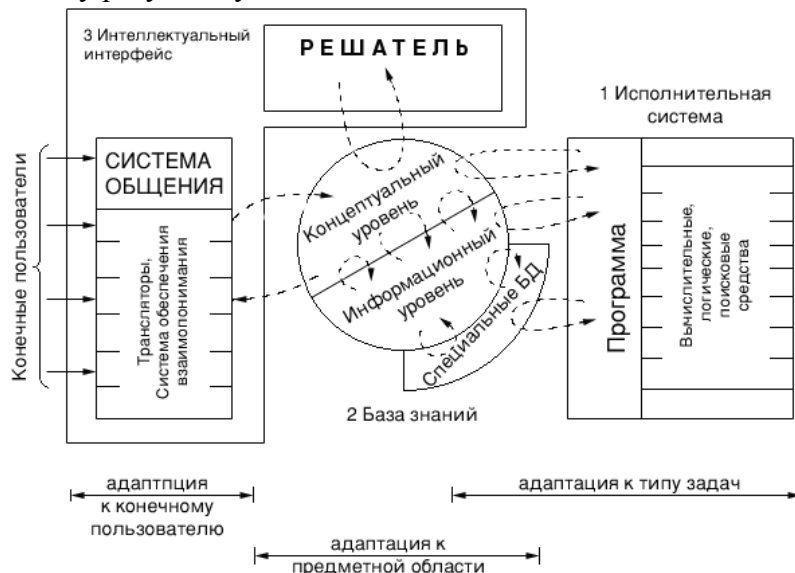 3 Интеллектуальный
интерфейс
РЕШАТЕЛЬ
1 Исполнительная
система
Конечные пользователи
СИСТЕМА
ОБЩЕНИЯ
Трансляторы,
Система обеспечения
взаимопонимания
Концептуальный
уровень
Информационный
уровень
Специальные БД
2 База знаний
Программа
Вычислительные,
логические,
поисковые
средства
адаптпция
к конечному
пользователю
адаптация к типу задач
адаптация к
предметной области